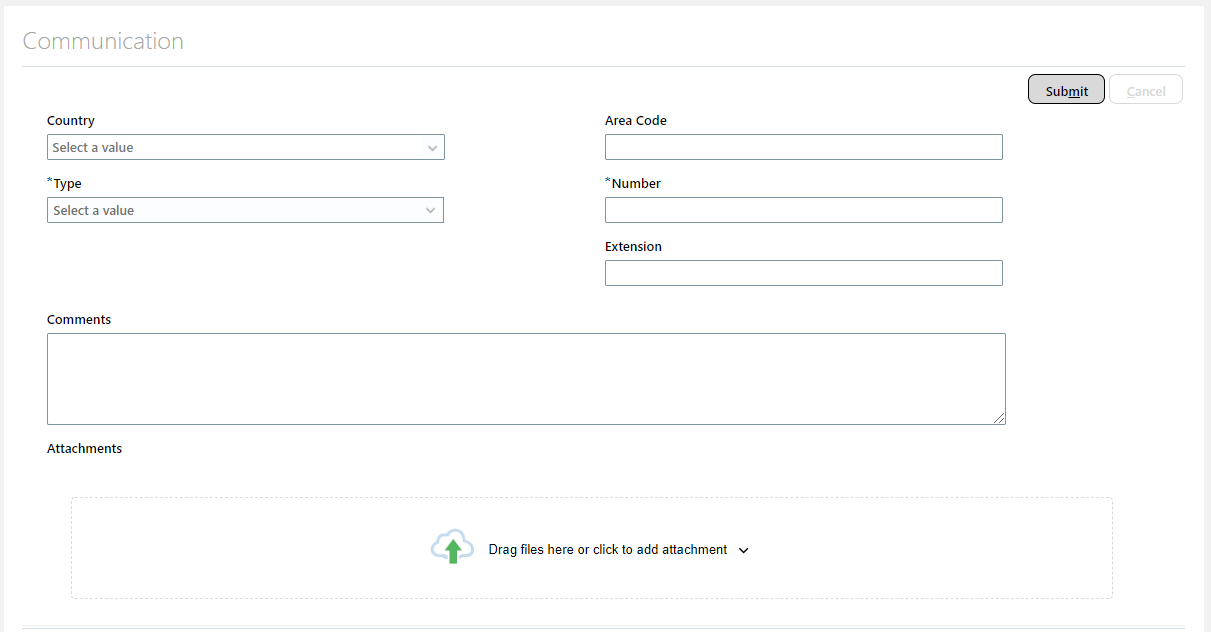 Communication
Submit
Cancel
Country
Area Code
Select a value
*Type
*Number
Select a value
Extension
Comments
Attachments
Drag files here or click to add attachment